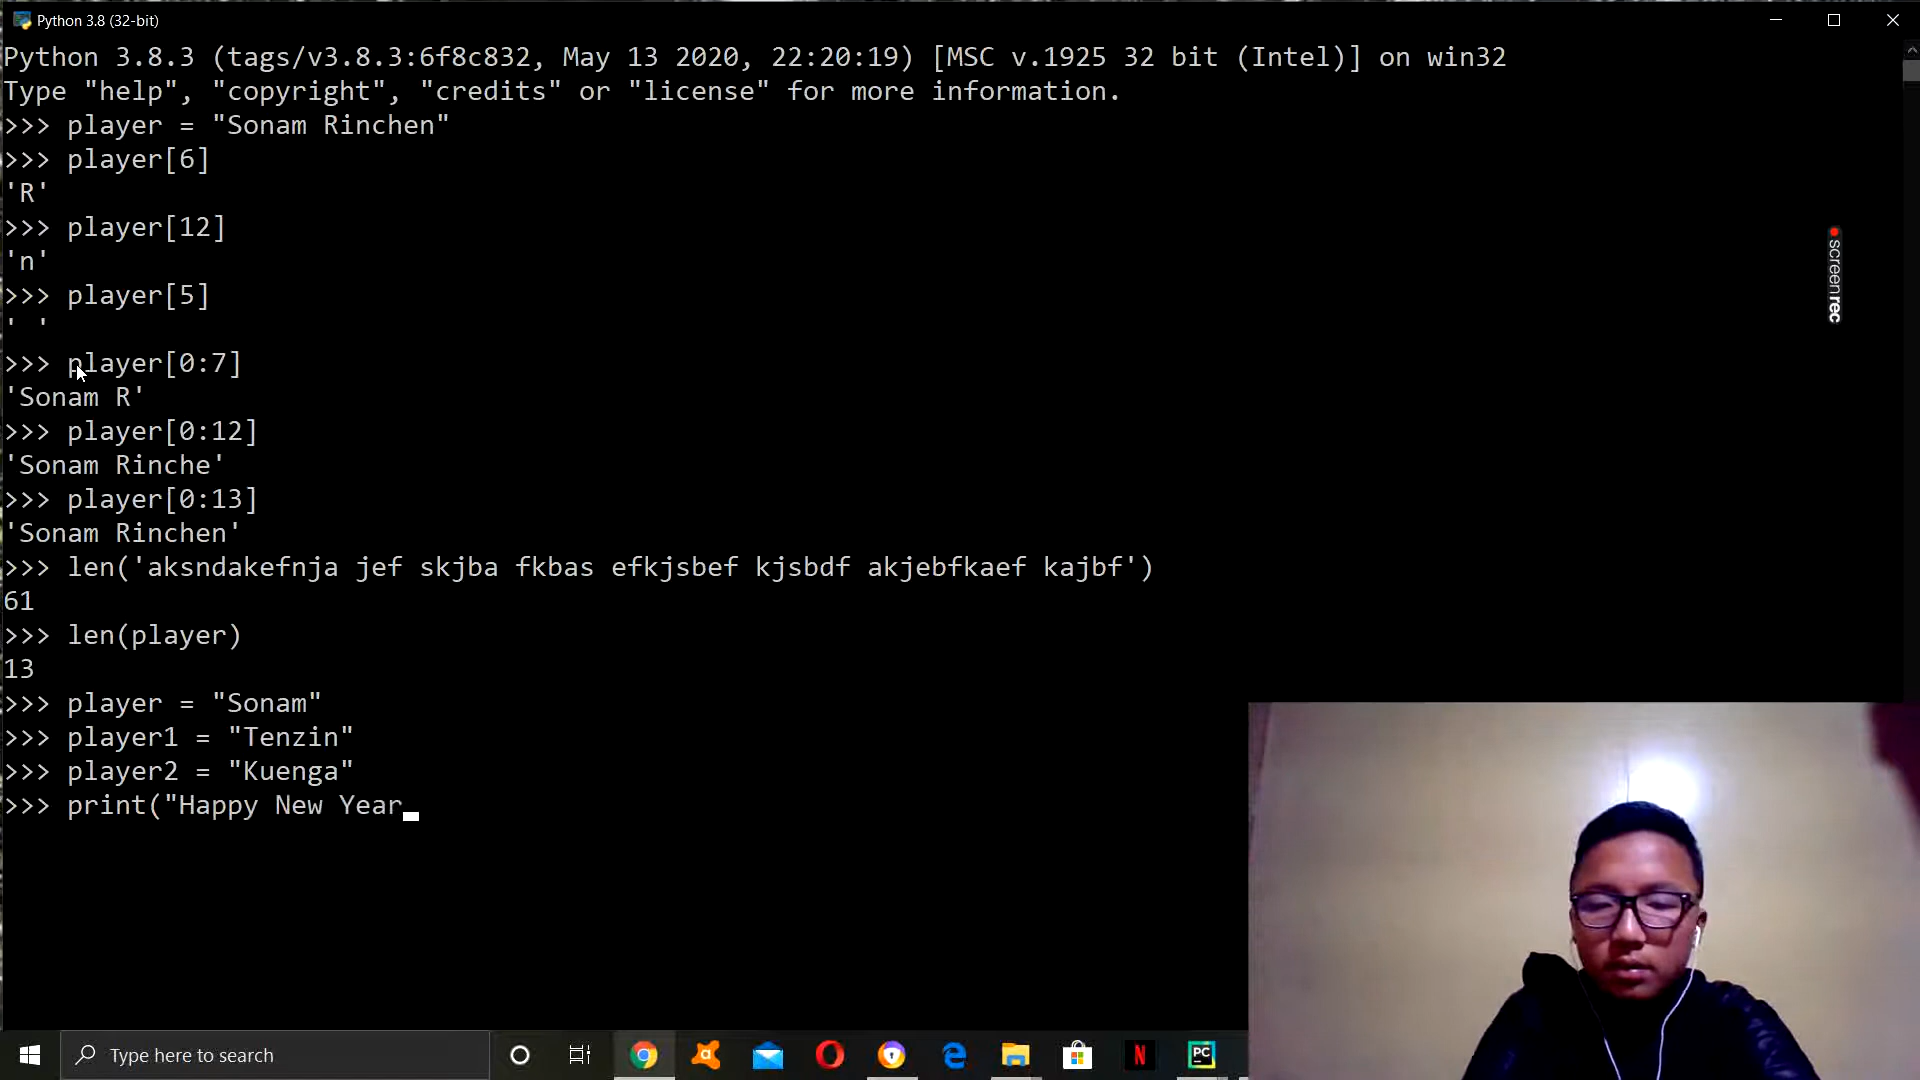 Python 3.8 (32-bit)
Python 3.8.3 (tags/v3.8.3:6f8c832, May 13 2020, 22:20:19) [MSC v.1925 32 bit (Intel)] on win32
Type "help", "copyright", "credits" or "license" for more information.
>>> player = "Sonam Rinchen"
>>> player[6]
'R'
>>> player[12]
'n'
>>> player[5]
' '
>>> player[0:7]
'Sonam R'
>>> player[0:12]
'Sonam Rinche'
>>> player[0:13]
'Sonam Rinchen'
>>> len('aksndakefnja jef skjba fkbas efkjsbef kjsbdf akjebfkaef kajbf')
61
>>> len(player)
13
>>> player = "Sonam"
>>> player1 = "Tenzin"
>>> player2 = "Kuenga"
>>> print("Happy New Year
screenrec
Type here to search
N
PC